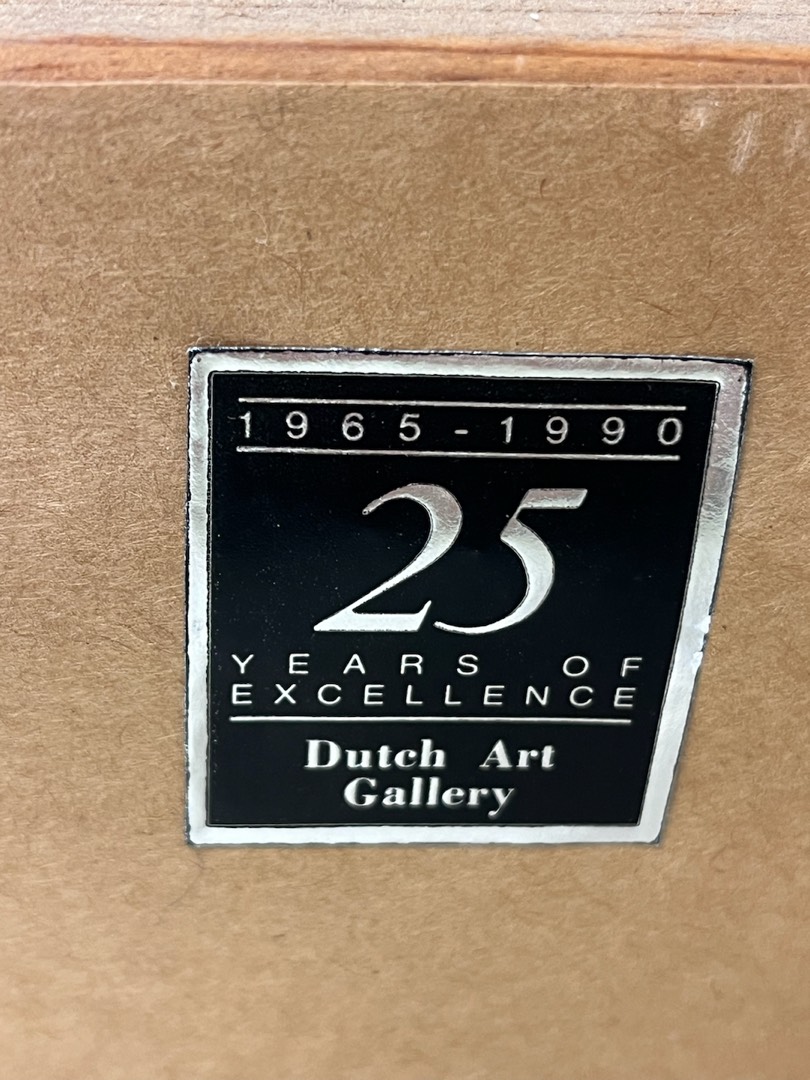 1965-1990
25
YEARS OF
EXCELLENCE
Dutch Art
Gallery